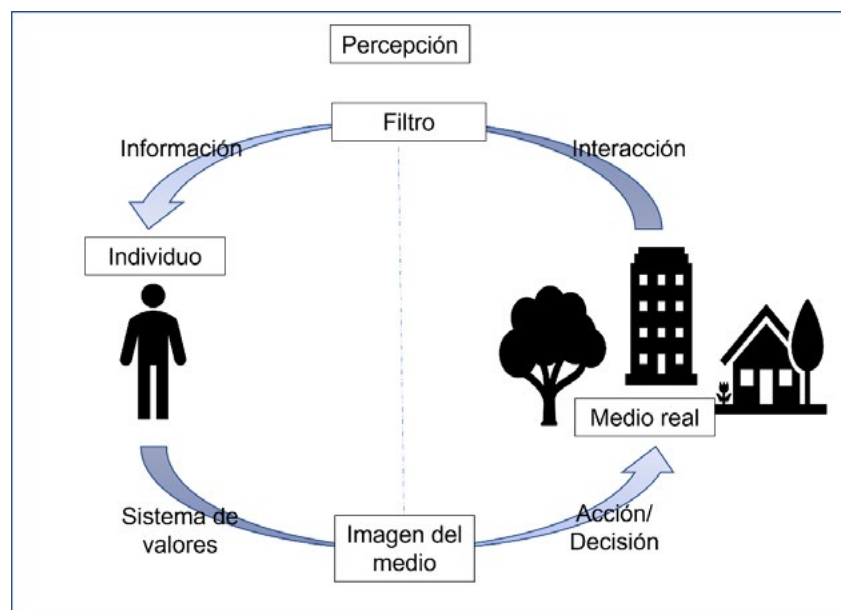 Percepción
Filtro
Información
Interacción
Individuo
Medio real
Sistema de
valores
Imagen del
medio
Acción/
Decisión